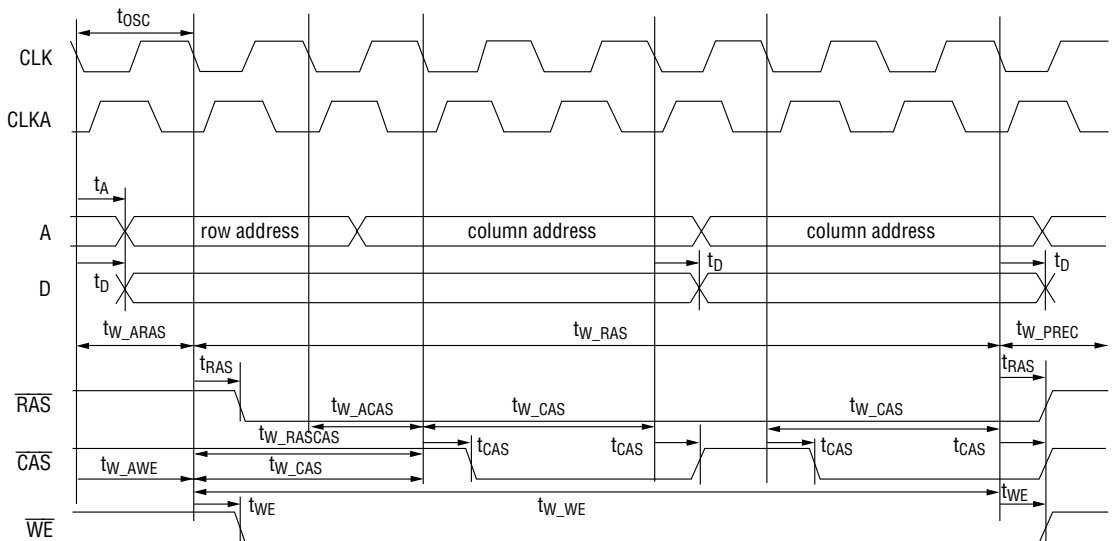 tOSC
CLK
CLKA
tA
A row address column address column address
tD tD tD
D
tW_ARAS tW_RAS tW_PREC
tRAS tRAS
RAS tW_ACAS tW_CAS tW_CAS
tW_RASCAS tCAS tCAS tCAS tCAS
CAS
tW_AWE tW_CAS
tWE tW_WE tWE
WE